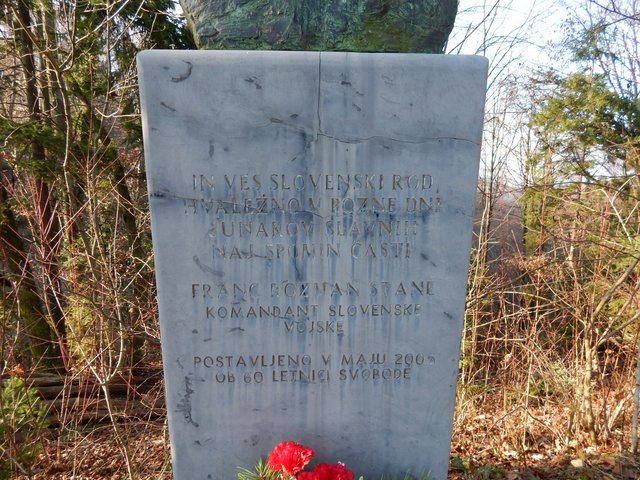 IN VES SLOVENSKI ROD
HVALEŽNO V POZNE DNI
JUNAKOV SLAVNIH
NAJ SPOMIN ČASTI
FRANC ROZMAN STANE
KOMANDANT SLOVENSKE
VOJSKE
POSTAVLJENO V MAJU 2005
OB 60 LETNICI SVOBODE